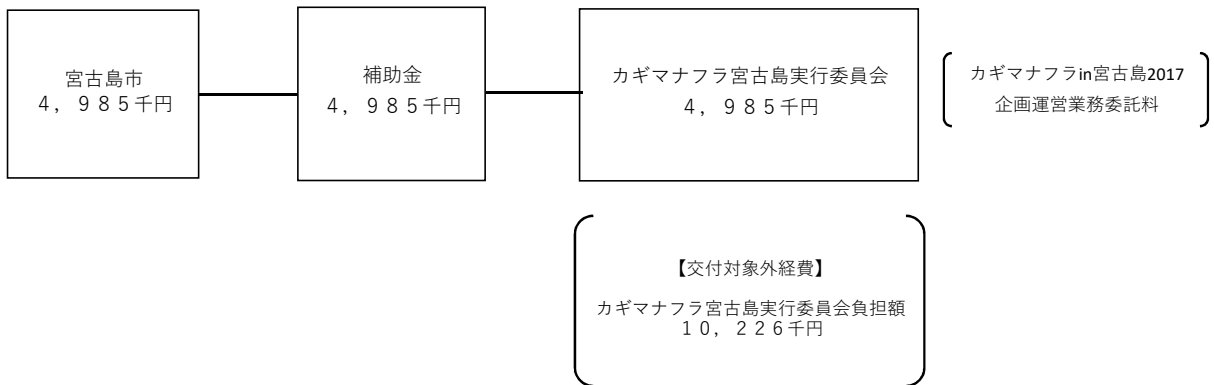 宮古島市
４，９８５千円
補助金
４，９８５千円
カギマナフラ宮古島実行委員会
４，９８５千円
カギマナフラin宮古島2017
企画運営業務委託料
【交付対象外経費】
カギマナフラ宮古島実行委員会負担額
１０，２２６千円